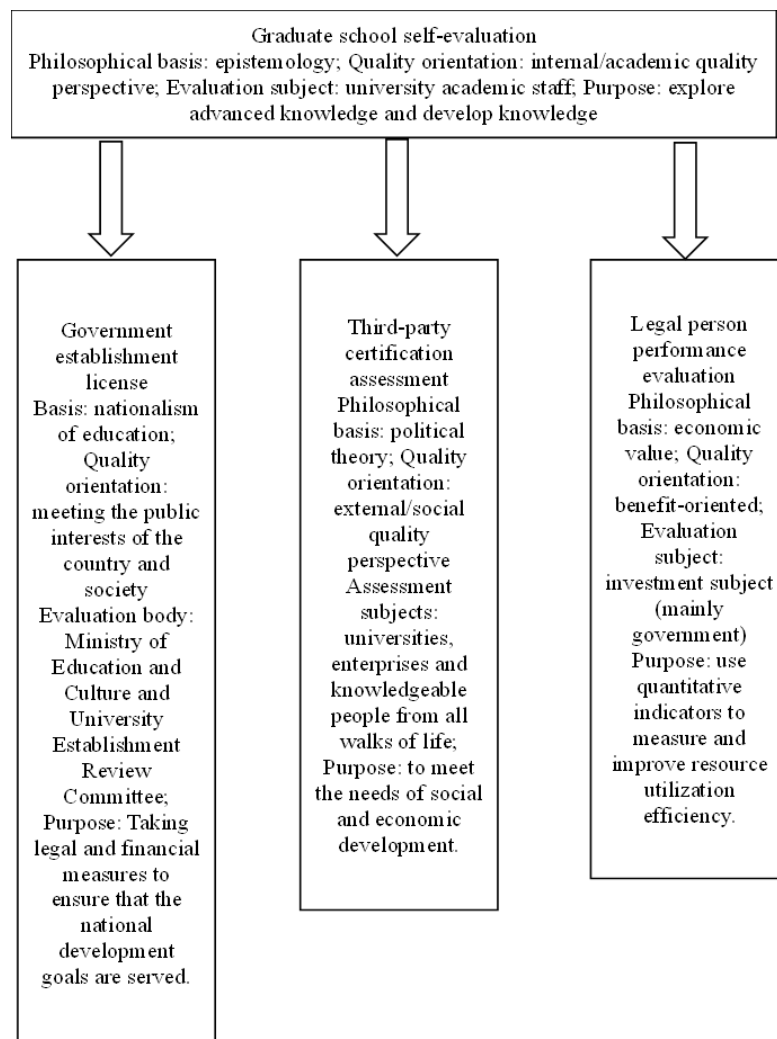 Graduate school self-evaluation
Philosophical basis: epistemology; Quality orientation: internal/academic quality
perspective; Evaluation subject: university academic staff; Purpose: explore
advanced knowledge and develop knowledge
Government
establishment
license
Basis: nationalism
of education;
Quality
orientation:
meeting the public
interests of the
country and
society
Evaluation body:
Ministry of
Education and
Culture and
University
Establishment
Review
Committee;
Purpose: Taking
legal and financial
measures to
ensure that the
national
development
goals are served.
Third-party
certification
assessment
Philosophical
basis: political
theory; Quality
orientation:
external/social
quality
perspective
Assessment
subjects:
universities,
enterprises and
knowledgeable
people from all
walks of life;
Purpose: to meet
the needs of social
and economic
development.
Legal person
performance
evaluation
Philosophical
basis: economic
value; Quality
orientation:
benefit-oriented;
Evaluation
subject:
investment subject
(mainly
government)
Purpose: use
quantitative
indicators to
measure and
improve resource
utilization
efficiency.